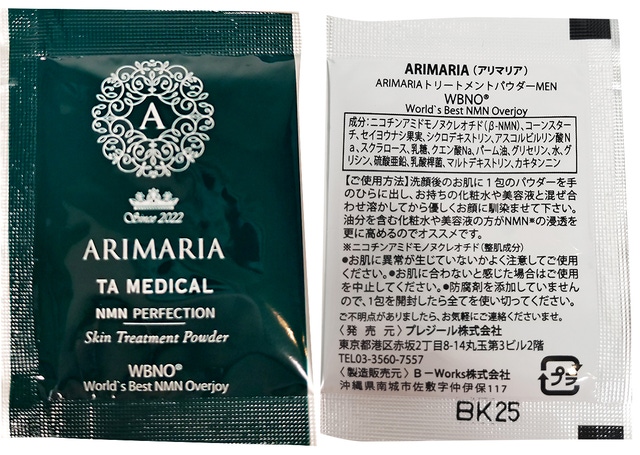 A
Since 2022
ARIMARIA
TA MEDICAL
NMN PERFECTION
Skin Treatment Powder
WBNO®
World`s Best NMN Overjoy
ARIMARIA（アリマリア）
ARIMARIAトリートメントパウダーMEN
WBNO®
World`s Best NMN Overjoy
成分：ニコチンアミドモノヌクレオチド（β-NMN）、コーンスター
チ、セイヨウナシ果実、シクロデキストリン、アスコルビルリン酸N
a、スクラロース、乳糖、クエン酸Na、パーム油、グリセリン、水、グ
リシン、硫酸亜鉛、乳酸桿菌、マルトデキストリン、カキタンニン
【ご使用方法】洗顔後のお肌に１包のパウダーを手
のひらに出し、お持ちの化粧水や美容液と混ぜ合
わせ溶かしてから優しくお顔に馴染ませて下さい。
油分を含む化粧水や美容液の方がNMN※の浸透を
更に高めるのでオススメです。
※ニコチンアミドモノヌクレオチド（整肌成分）
●お肌に異常が生じていないかよく注意してご使用
ください。●お肌に合わないと感じた場合はご使用
を中止してください。●防腐剤を添加していません
ので、1包を開封したら全てを使い切ってください。
ご不明点がありましたら、お気軽にご連絡くださいませ。
〈 発 売 元 〉プレジール株式会社
東京都港区赤坂2丁目8-14丸玉第3ビル2階
TEL03-3560-7557
〈製造販売元〉B－Works株式会社
沖縄県南城市佐敷字仲伊保117
プラ
BK25